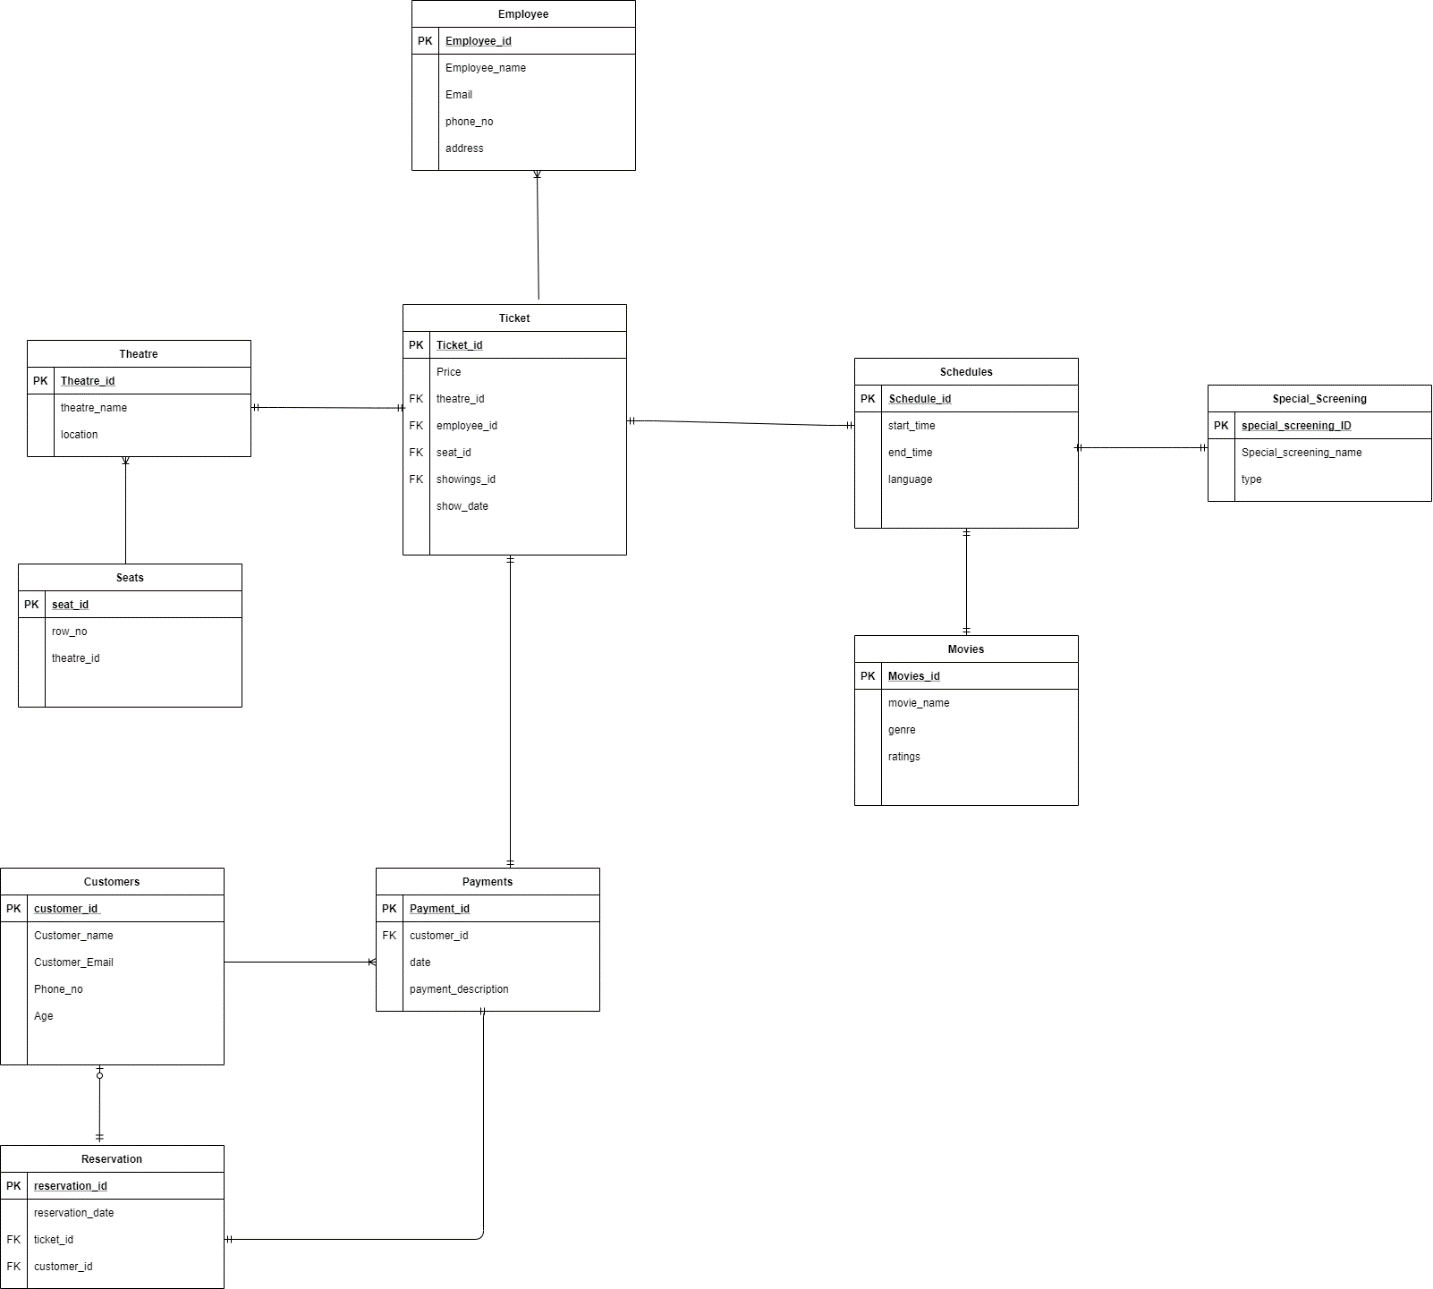 Employee
PK Employee_id
Employee_name
Email
phone_no
address
Ticket
PK Ticket_id
Price
FK theatre_id
FK employee_id
FK seat_id
FK showings_id
show_date
Theatre
PK Theatre_id
theatre_name
location
Schedules
PK Schedule_id
start_time
end_time
language
Special_Screening
PK special_screening_ID
Special_screening_name
type
Seats
PK seat_id
row_no
theatre_id
Movies
PK Movies_id
movie_name
genre
ratings
Customers
PK customer_id
Customer_name
Customer_Email
Phone_no
Age
Payments
PK Payment_id
FK customer_id
date
payment_description
Reservation
PK reservation_id
reservation_date
FK ticket_id
FK customer_id